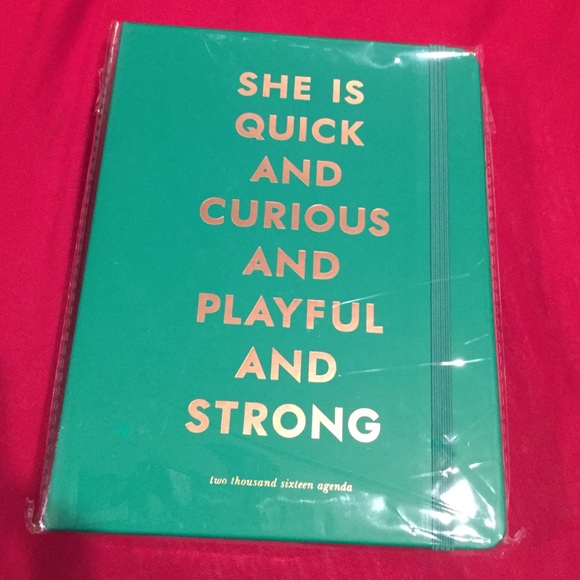 SHE IS
QUICK
AND
CURIOUS
AND
PLAYFUL
AND
STRONG
two thousand sixteen agenda